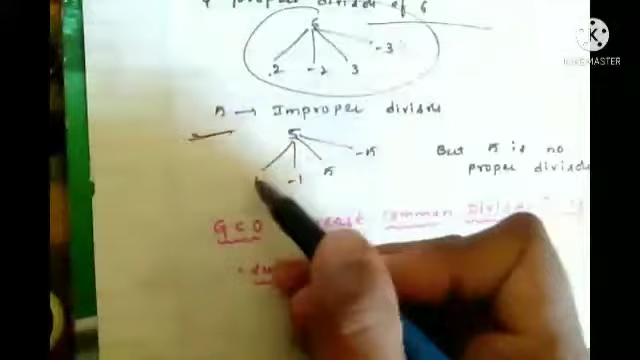 proper divisor of 6
6
2 -2 3 -3
5 → Improper divisors
5
-1 5 -5
But 5 is no
proper divisor
G C D Common Divisor
KINEMASTER